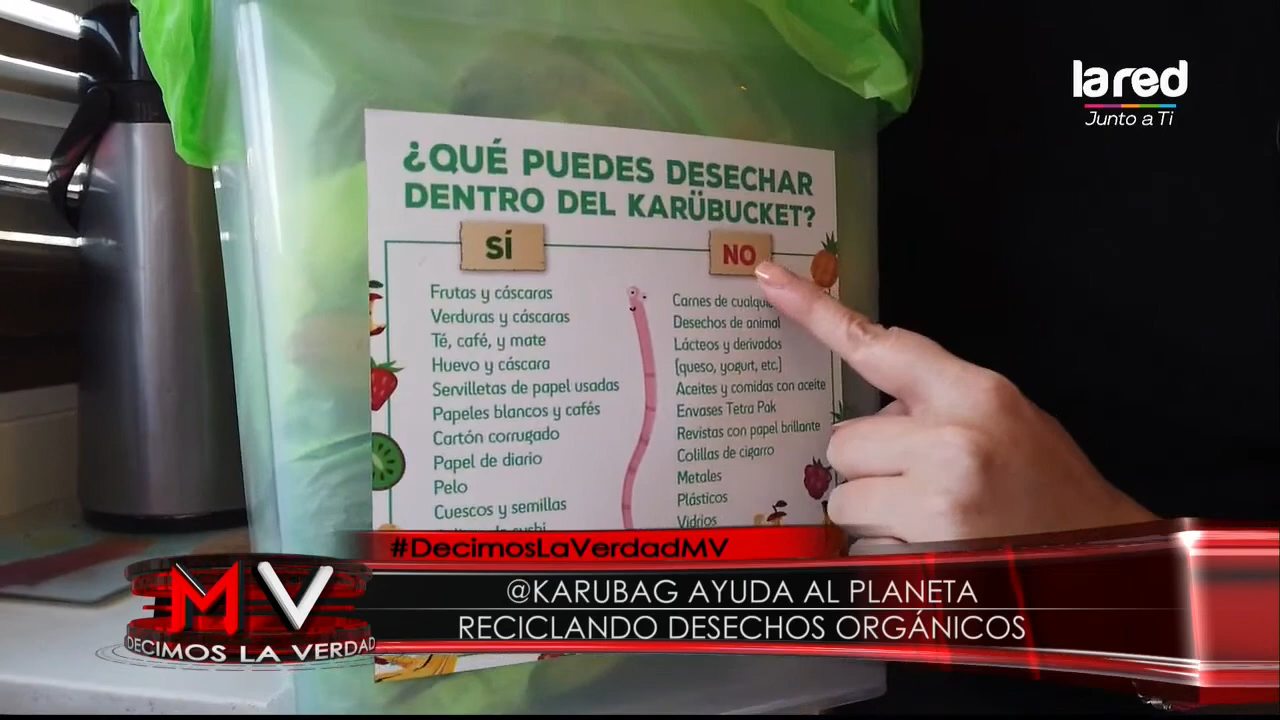 lared
Junto a Ti
¿QUÉ PUEDES DESECHAR
DENTRO DEL KARÜBUCKET?
SÍ
Frutas y cáscaras
Verduras y cáscaras
Té, café, y mate
Huevo y cáscara
Servilletas de papel usadas
Papeles blancos y cafés
Cartón corrugado
Papel de diario
Pelo
Cuescos y semillas
NO
Carnes de
Desechos de animal
Lácteos y derivados
(queso, yogurt, etc.)
Aceites y comidas con aceite
Envases Tetra Pak
Revistas con papel brillante
Colillas de cigarro
Metales
Plásticos
Vidrios
#DecimosLaVerdadMV
@KARUBAG AYUDA AL PLANETA
RECICLANDO DESECHOS ORGÁNICOS
MV
DECIMOS LA VERDAD